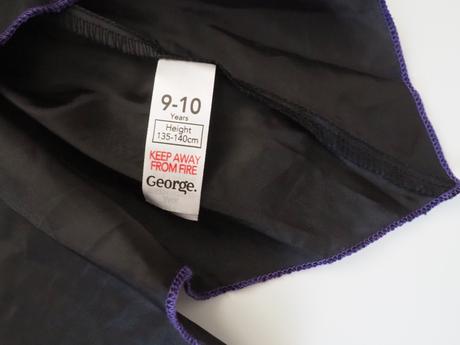 9-10
Years
Height
135-140cm
KEEP AWAY
FROM FIRE
George.